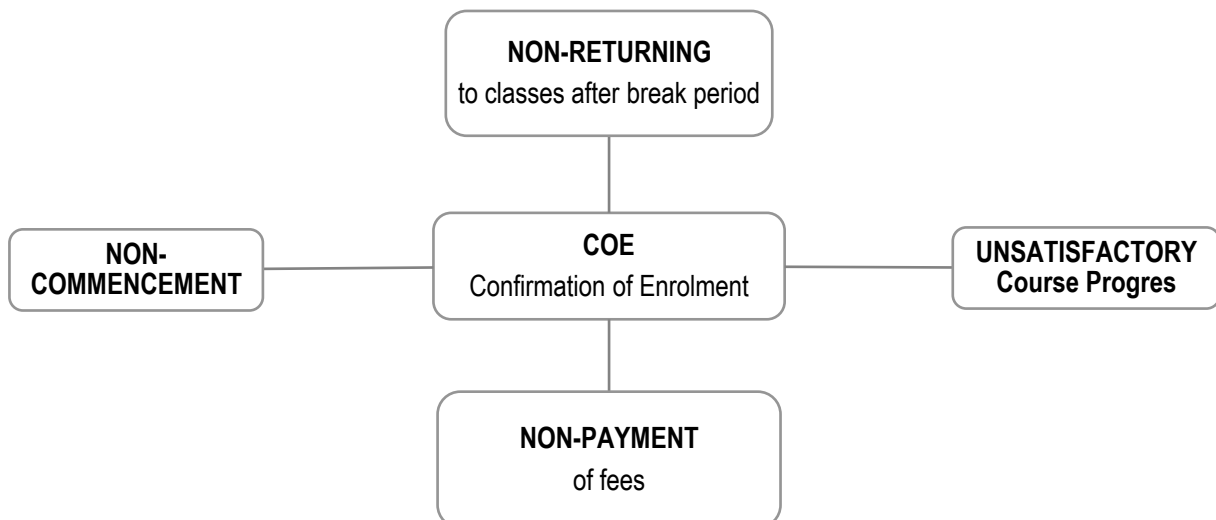 NON-RETURNING
to classes after break period
NON-
COMMENCEMENT
COE
Confirmation of Enrolment
UNSATISFACTORY
Course Progres
NON-PAYMENT
of fees